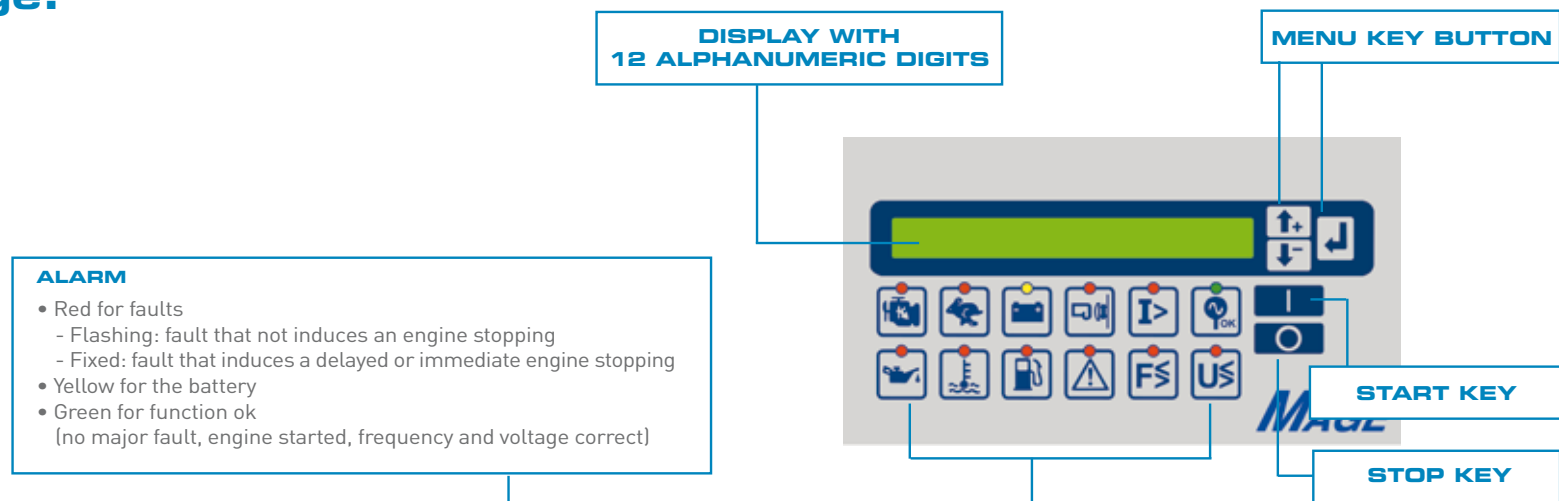 ge.
DISPLAY WITH
12 ALPHANUMERIC DIGITS
MENU KEY BUTTON
ALARM
• Red for faults
- Flashing: fault that not induces an engine stopping
- Fixed: fault that induces a delayed or immediate engine stopping
• Yellow for the battery
• Green for function ok
(no major fault, engine started, frequency and voltage correct)
+
-
I>
OK
I
O
F≶
U≶
START KEY
STOP KEY